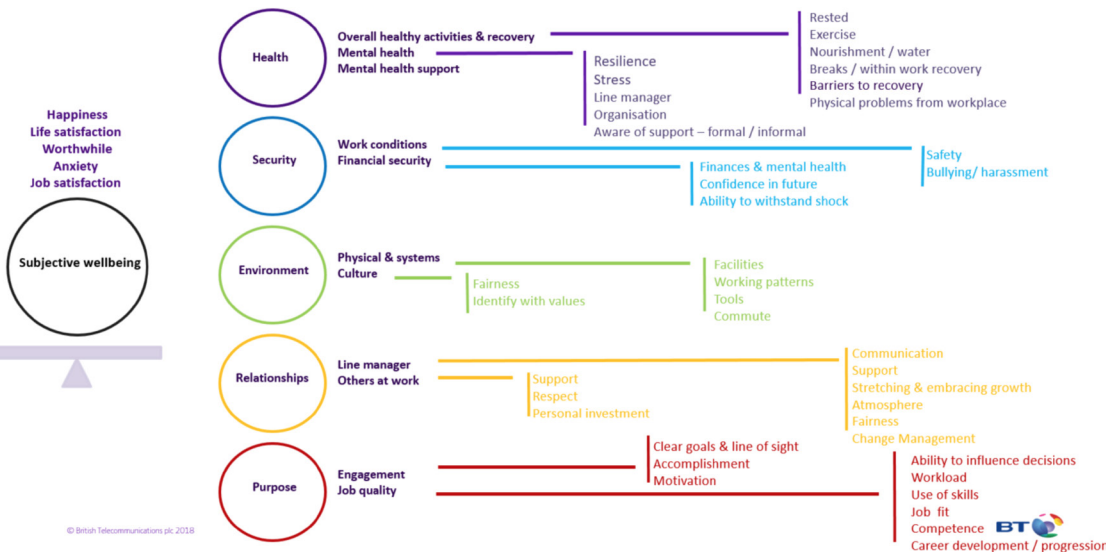 Happiness
Life satisfaction
Worthwhile
Anxiety
Job satisfaction
Subjective wellbeing
Health
Overall healthy activities & recovery
Mental health
Mental health support
Resilience
Stress
Line manager
Organisation
Aware of support – formal / informal
Rested
Exercise
Nourishment / water
Breaks / within work recovery
Barriers to recovery
Physical problems from workplace
Security
Work conditions
Financial security
Finances & mental health
Confidence in future
Ability to withstand shock
Safety
Bullying/ harassment
Environment
Physical & systems
Culture
Fairness
Identify with values
Facilities
Working patterns
Tools
Commute
Relationships
Line manager
Others at work
Support
Respect
Personal investment
Communication
Support
Stretching & embracing growth
Atmosphere
Fairness
Change Management
Purpose
Engagement
Job quality
Clear goals & line of sight
Accomplishment
Motivation
Ability to influence decisions
Workload
Use of skills
Job fit
Competence
Career development / progression
© British Telecommunications plc 2018
BT